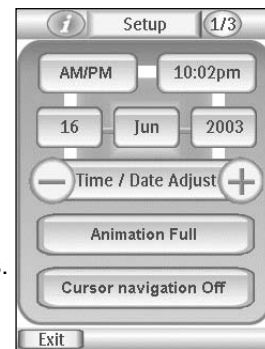 i Setup 1/3
AM/PM 10:02pm
16 Jun 2003
− Time / Date Adjust +
Animation Full
Cursor navigation Off
Exit